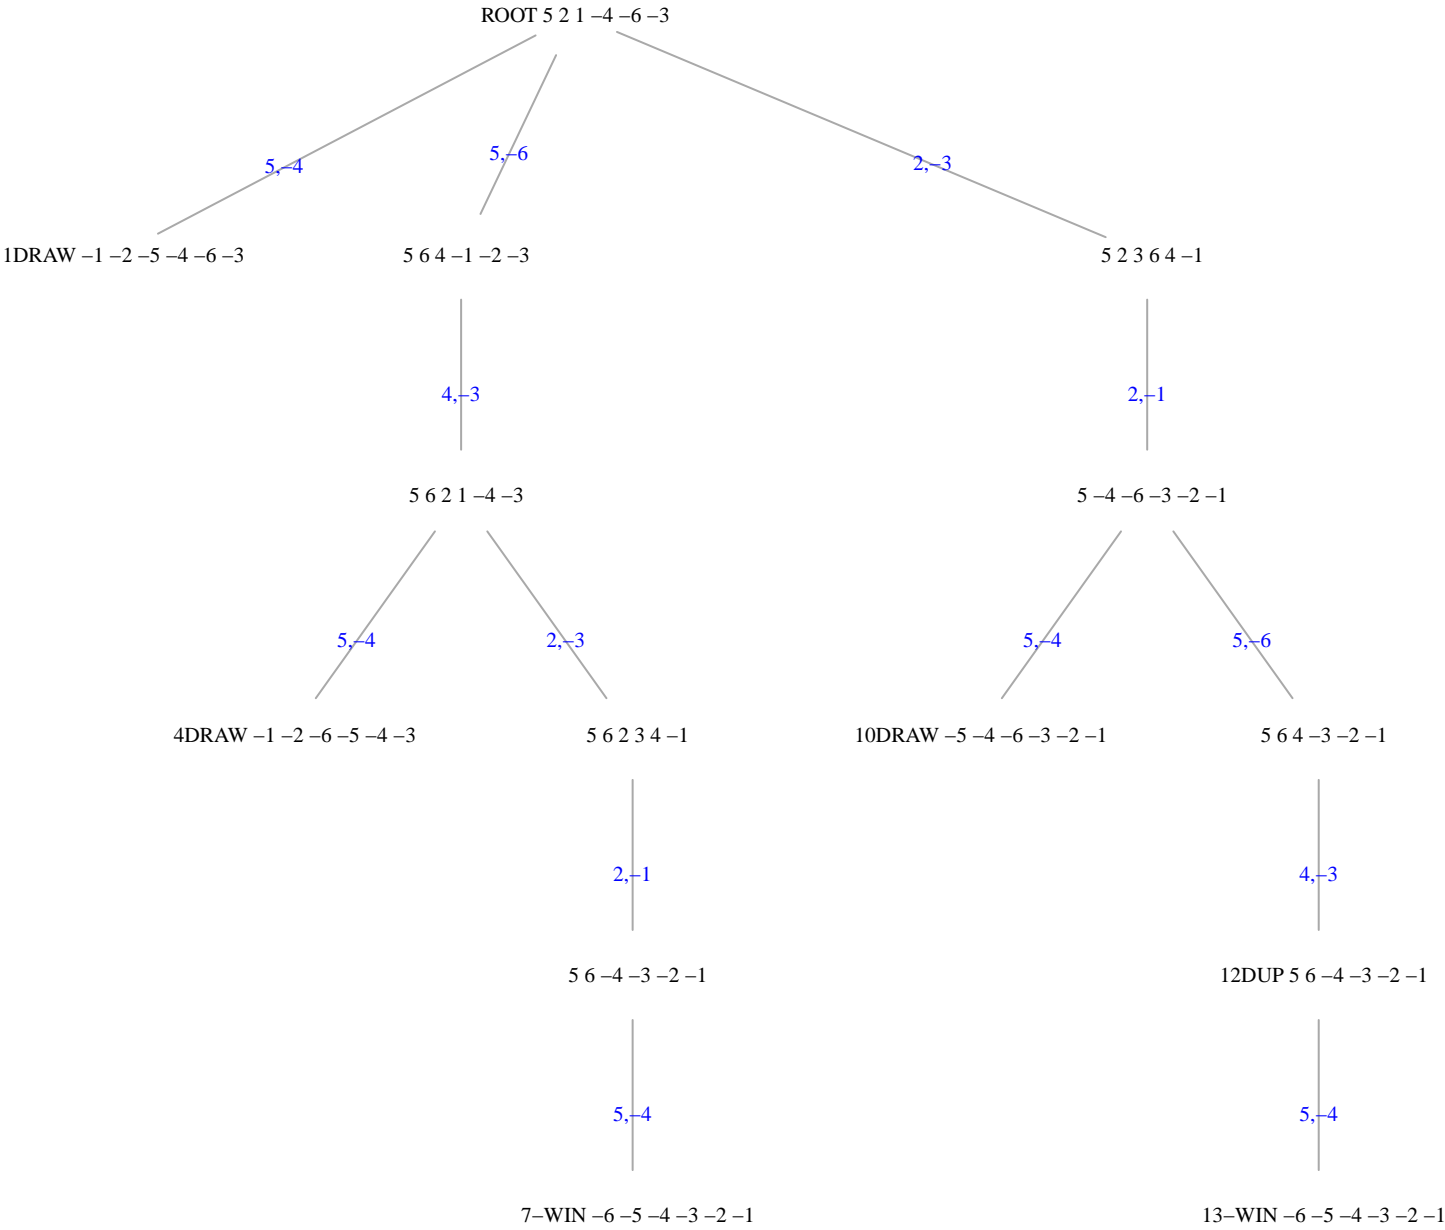 ROOT 5 2 1 –4 –6 –3
5,–4
5,–6
2,–3
1DRAW –1 –2 –5 –4 –6 –3
5 6 4 –1 –2 –3
5 2 3 6 4 –1
4,–3
2,–1
5 6 2 1 –4 –3
5 –4 –6 –3 –2 –1
5,–4
2,–3
5,–4
5,–6
4DRAW –1 –2 –6 –5 –4 –3
5 6 2 3 4 –1
10DRAW –5 –4 –6 –3 –2 –1
5 6 4 –3 –2 –1
2,–1
4,–3
5 6 –4 –3 –2 –1
12DUP 5 6 –4 –3 –2 –1
5,–4
5,–4
7–WIN –6 –5 –4 –3 –2 –1
13–WIN –6 –5 –4 –3 –2 –1